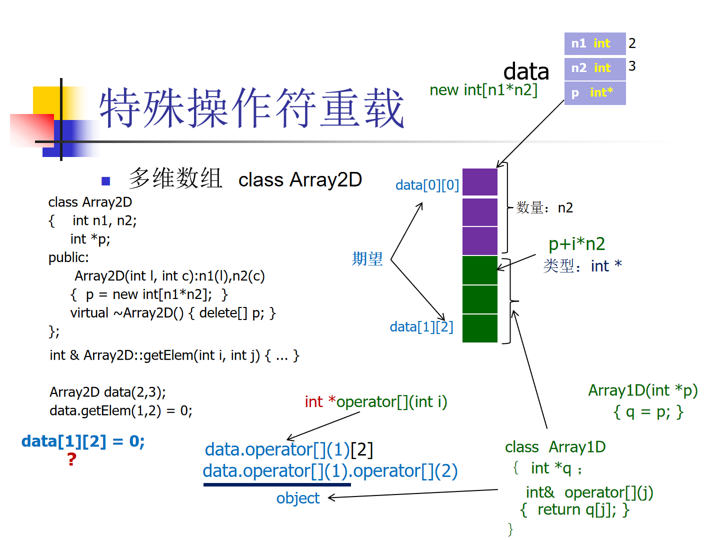 特殊操作符重载
data
n1 int 2
n2 int 3
p int*
new int[n1*n2]
■ 多维数组 class Array2D
class Array2D
{ int n1, n2;
int *p;
public:
Array2D(int l, int c):n1(l),n2(c)
{ p = new int[n1*n2]; }
virtual ~Array2D() { delete[] p; }
};
int & Array2D::getElem(int i, int j) { ... }
Array2D data(2,3);
data.getElem(1,2) = 0;
data[1][2] = 0;
?
data[0][0]
期望
data[1][2]
数量：n2
p+i*n2
类型：int *
int *operator[](int i)
data.operator[](1)[2]
data.operator[](1).operator[](2)
object
Array1D(int *p)
{ q = p; }
class Array1D
{ int *q ;
int& operator[](j)
{ return q[j]; }
}